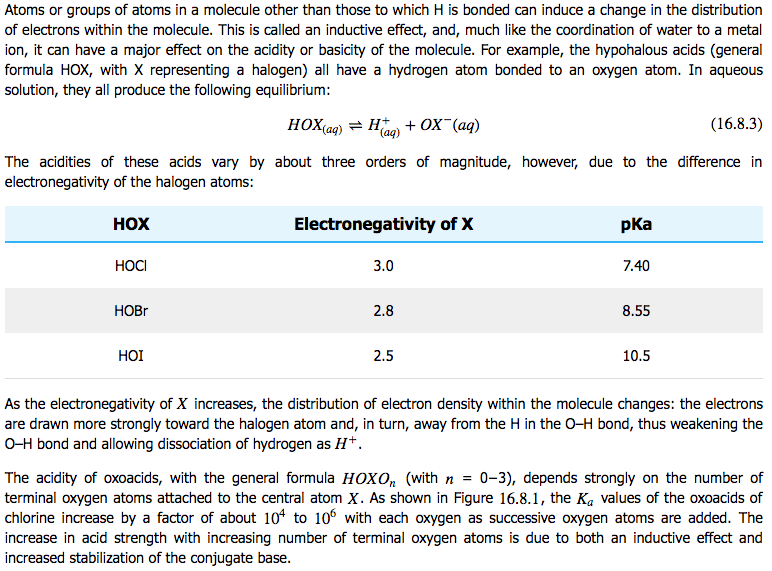 Atoms or groups of atoms in a molecule other than those to which H is bonded can induce a change in the distribution
of electrons within the molecule. This is called an inductive effect, and, much like the coordination of water to a metal
ion, it can have a major effect on the acidity or basicity of the molecule. For example, the hypohalous acids (general
formula HOX, with X representing a halogen) all have a hydrogen atom bonded to an oxygen atom. In aqueous
solution, they all produce the following equilibrium:
HOX(aq) ⇌ H⁺(aq) + OX⁻(aq) (16.8.3)
The acidities of these acids vary by about three orders of magnitude, however, due to the difference in
electronegativity of the halogen atoms:
HOX Electronegativity of X pKa
HOCl 3.0 7.40
HOBr 2.8 8.55
HOI 2.5 10.5
As the electronegativity of X increases, the distribution of electron density within the molecule changes: the electrons
are drawn more strongly toward the halogen atom and, in turn, away from the H in the O–H bond, thus weakening the
O–H bond and allowing dissociation of hydrogen as H⁺.
The acidity of oxoacids, with the general formula HOXOₙ (with n = 0−3), depends strongly on the number of
terminal oxygen atoms attached to the central atom X. As shown in Figure 16.8.1, the Kₐ values of the oxoacids of
chlorine increase by a factor of about 10⁴ to 10⁶ with each oxygen as successive oxygen atoms are added. The
increase in acid strength with increasing number of terminal oxygen atoms is due to both an inductive effect and
increased stabilization of the conjugate base.